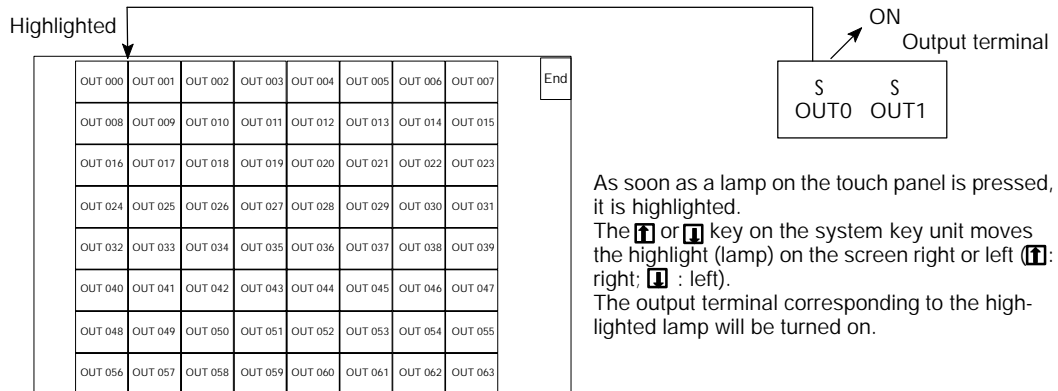 Highlighted
ON
Output terminal
S S
OUT0 OUT1
OUT 000 OUT 001 OUT 002 OUT 003 OUT 004 OUT 005 OUT 006 OUT 007 End
OUT 008 OUT 009 OUT 010 OUT 011 OUT 012 OUT 013 OUT 014 OUT 015
OUT 016 OUT 017 OUT 018 OUT 019 OUT 020 OUT 021 OUT 022 OUT 023
OUT 024 OUT 025 OUT 026 OUT 027 OUT 028 OUT 029 OUT 030 OUT 031
OUT 032 OUT 033 OUT 034 OUT 035 OUT 036 OUT 037 OUT 038 OUT 039
OUT 040 OUT 041 OUT 042 OUT 043 OUT 044 OUT 045 OUT 046 OUT 047
OUT 048 OUT 049 OUT 050 OUT 051 OUT 052 OUT 053 OUT 054 OUT 055
OUT 056 OUT 057 OUT 058 OUT 059 OUT 060 OUT 061 OUT 062 OUT 063
As soon as a lamp on the touch panel is pressed,
it is highlighted.
The ⬆ or ⬇ key on the system key unit moves
the highlight (lamp) on the screen right or left (⬆:
right; ⬇ : left).
The output terminal corresponding to the high-
lighted lamp will be turned on.